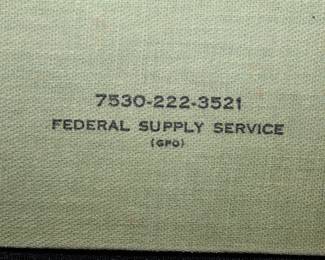 7530-222-3521
FEDERAL SUPPLY SERVICE
(GPO)